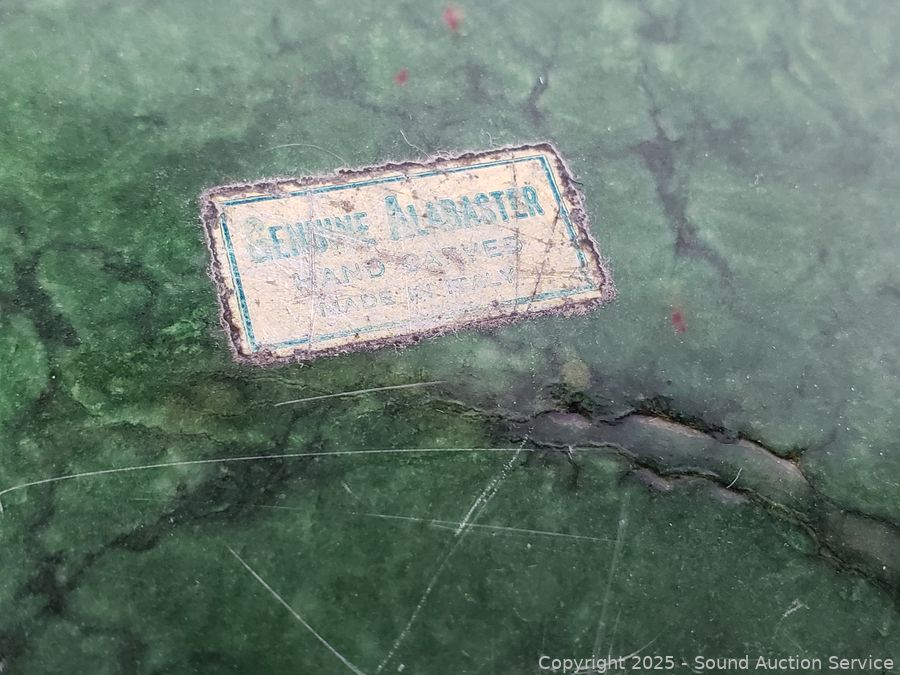 GENUINE ALABASTER
HAND CARVED
MADE IN ITALY
Copyright 2025 - Sound Auction Service